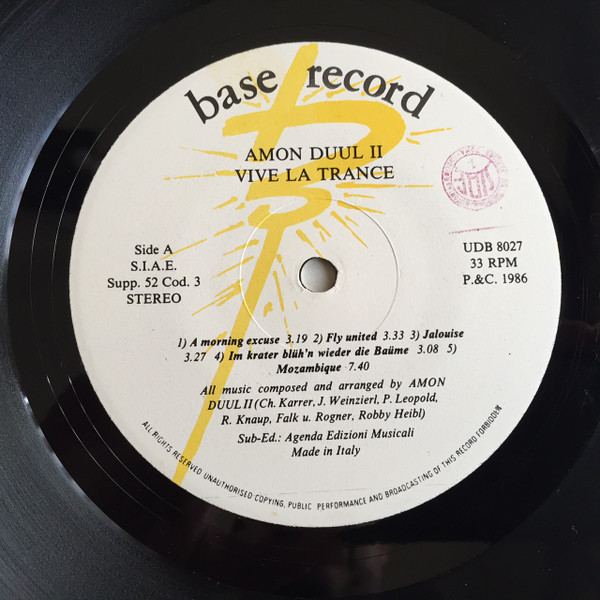 base record
AMON DUUL II
VIVE LA TRANCE
Side A
S.I.A.E.
Supp. 52 Cod. 3
STEREO
UDB 8027
33 RPM
P.&C. 1986
1) A morning excuse 3.19 2) Fly united 3.33 3) Jalouise
3.27 4) Im krater blüh'n wieder die Baüme 3.08 5)
Mozambique 7.40
All music composed and arranged by AMON
DUUL II (Ch. Karrer, J. Weinzierl, P. Leopold,
R. Knaup, Falk u. Rogner, Robby Heibl)
Sub-Ed.: Agenda Edizioni Musicali
Made in Italy
ALL RIGHTS RESERVED UNAUTHORISED COPYING, PUBLIC PERFORMANCE AND BROADCASTING OF THIS RECORD FORBIDDEN